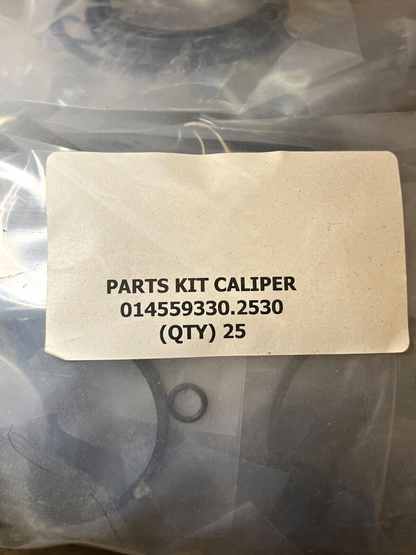 PARTS KIT CALIPER
014559330.2530
(QTY) 25